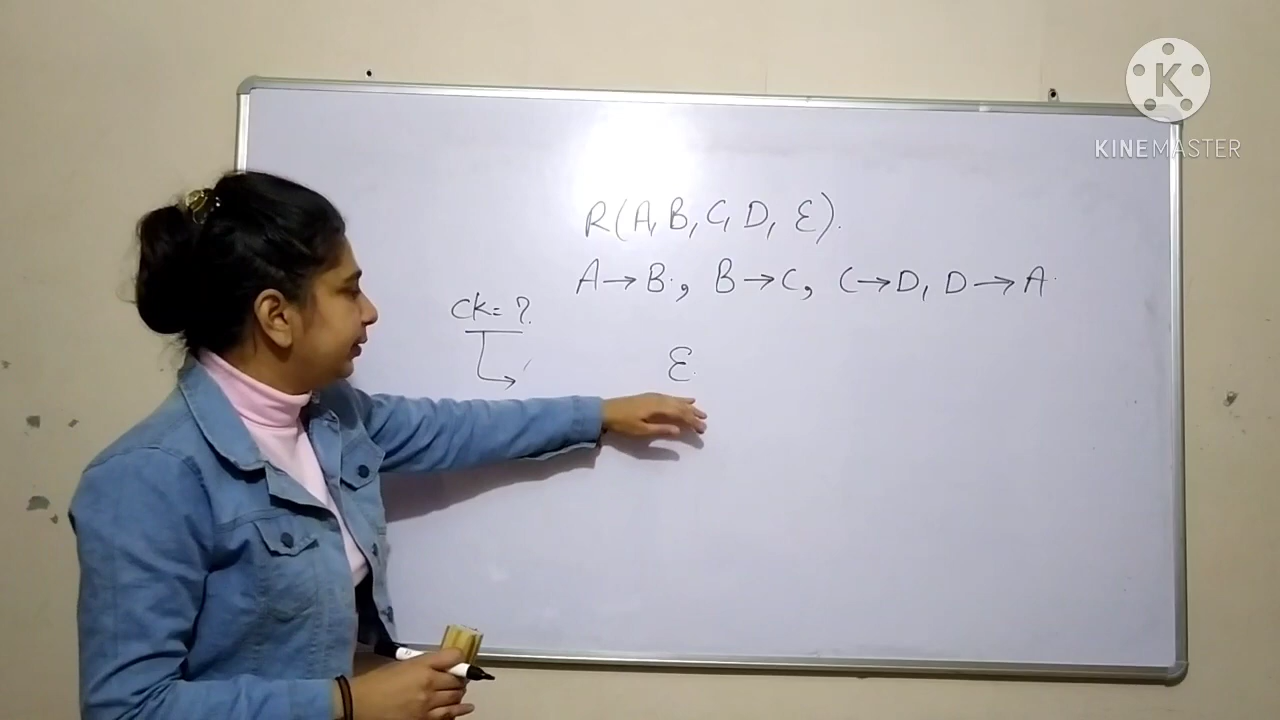 R(A, B, C, D, E).
A→B, B→C, C→D, D→A.
CK = ?
E.
K
KINEMASTER